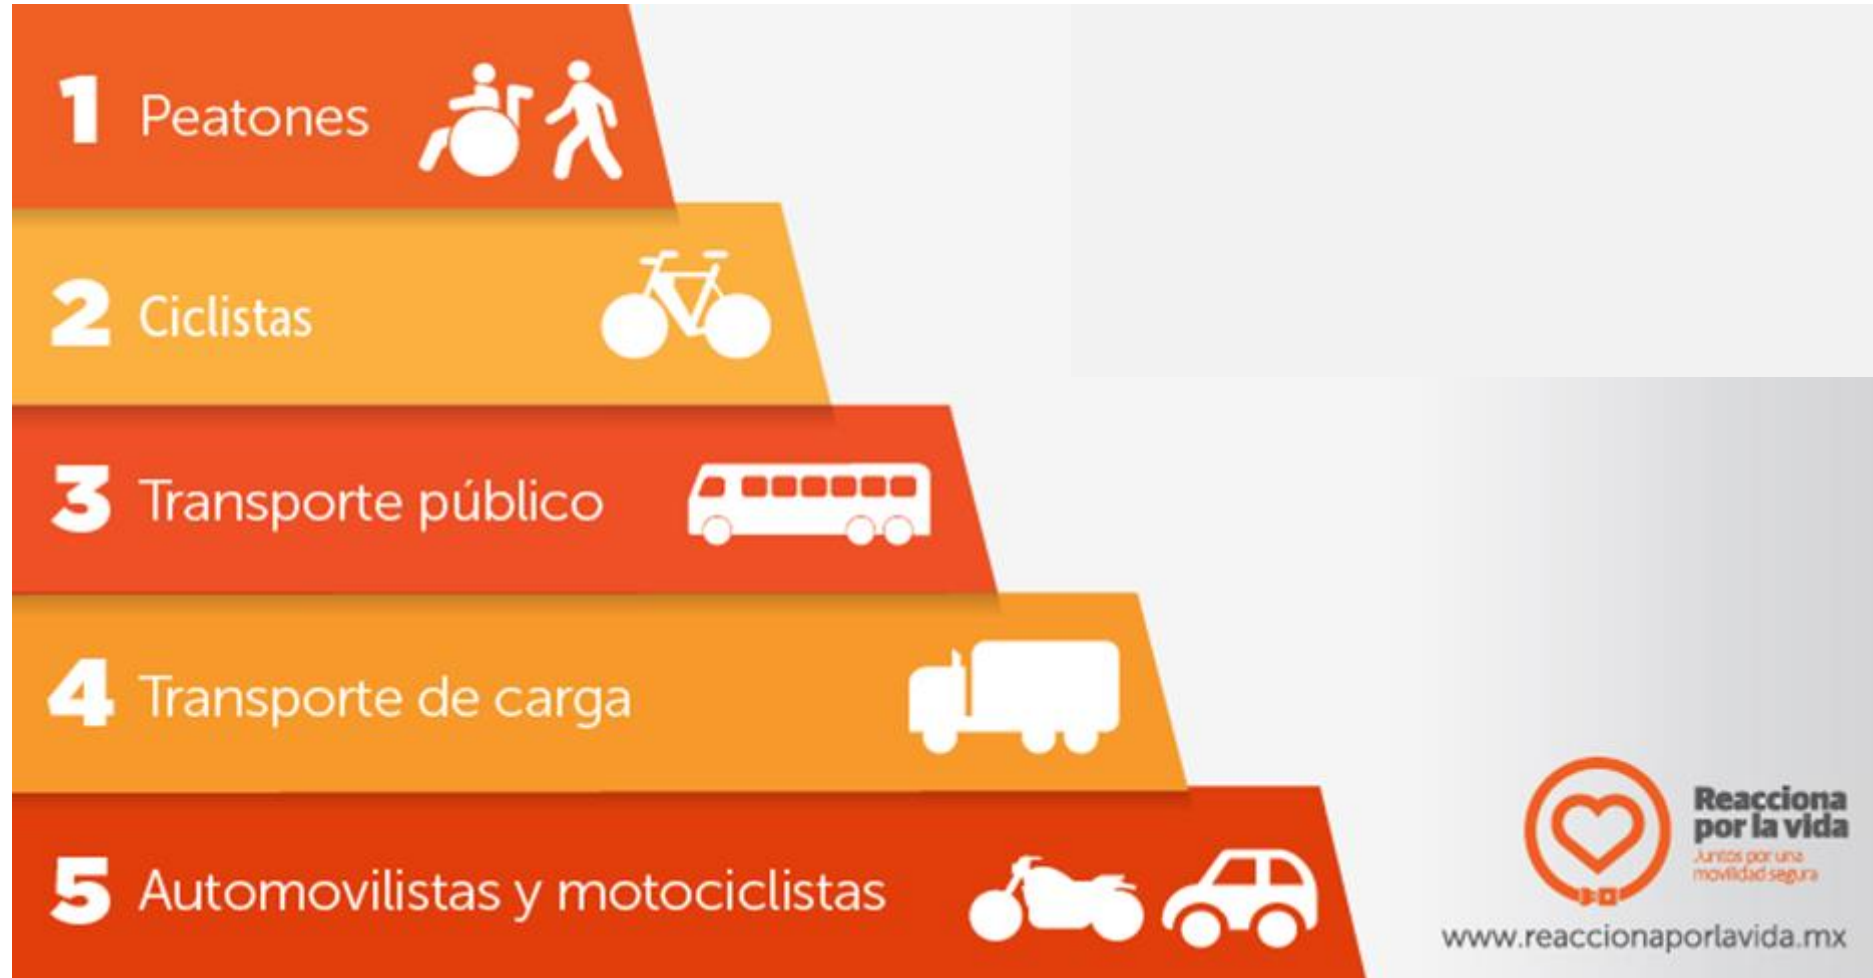 1 Peatones
2 Ciclistas
3 Transporte público
4 Transporte de carga
5 Automovilistas y motociclistas
Reacciona
por la vida
Juntos por una
movilidad segura
www.reaccionaporlavida.mx